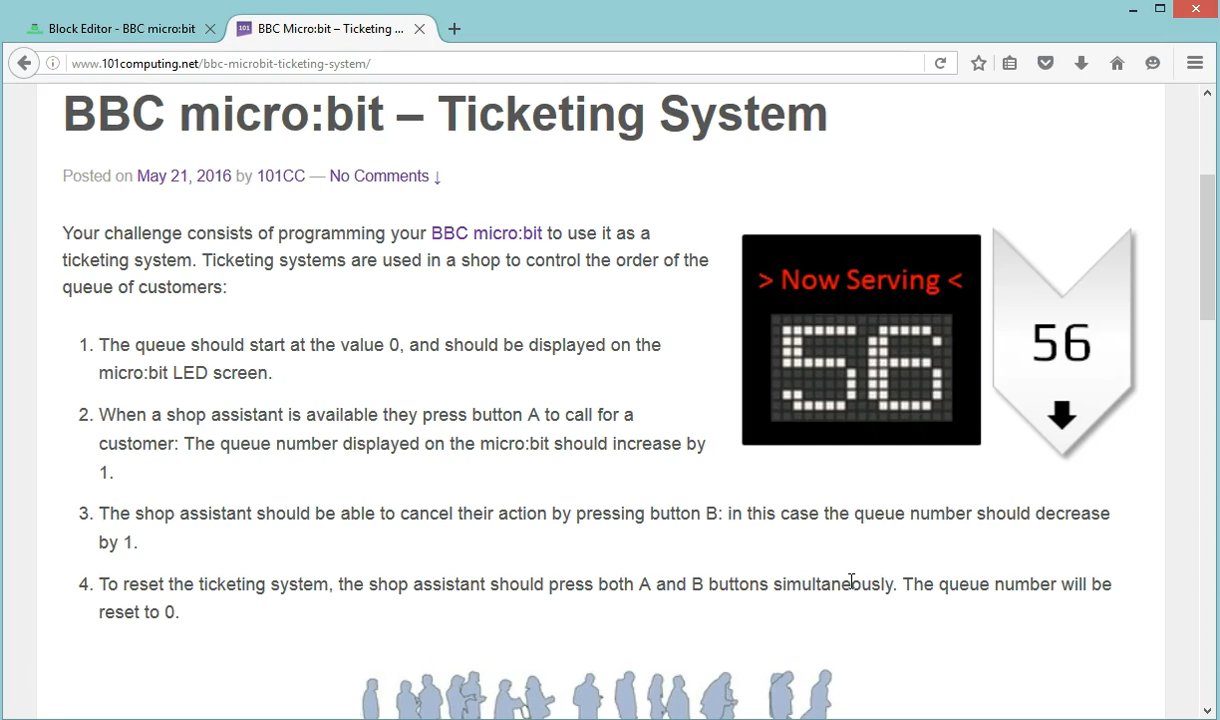 Block Editor - BBC micro:bit
101 BBC Micro:bit – Ticketing ...
www.101computing.net/bbc-microbit-ticketing-system/
BBC micro:bit – Ticketing System
Posted on May 21, 2016 by 101CC — No Comments ↓
Your challenge consists of programming your BBC micro:bit to use it as a
ticketing system. Ticketing systems are used in a shop to control the order of the
queue of customers:
> Now Serving <
56
56
1. The queue should start at the value 0, and should be displayed on the
micro:bit LED screen.
2. When a shop assistant is available they press button A to call for a
customer: The queue number displayed on the micro:bit should increase by
1.
3. The shop assistant should be able to cancel their action by pressing button B: in this case the queue number should decrease
by 1.
4. To reset the ticketing system, the shop assistant should press both A and B buttons simultaneously. The queue number will be
reset to 0.